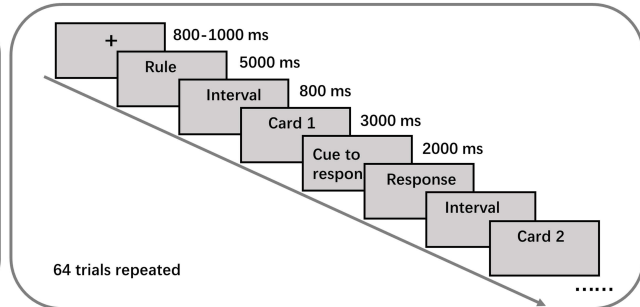 +
800-1000 ms
Rule
5000 ms
Interval
800 ms
Card 1
3000 ms
Cue to
respon
2000 ms
Response
Interval
Card 2
64 trials repeated
······